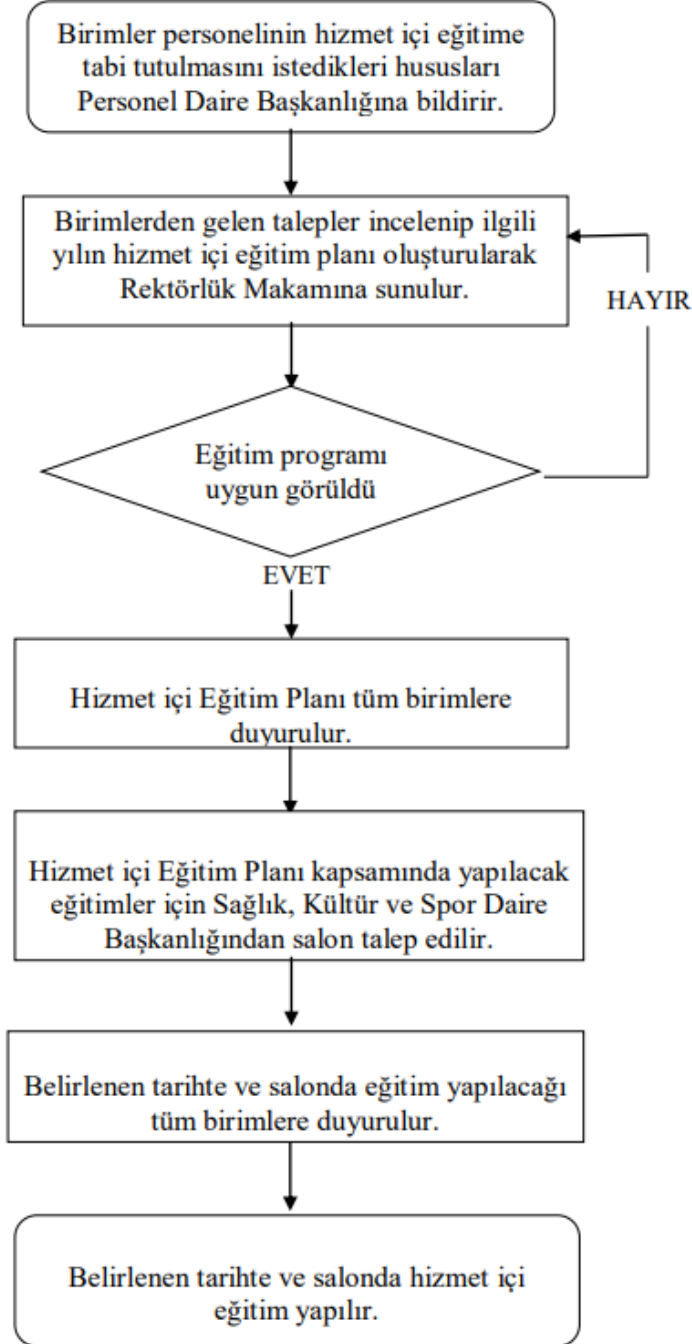 Birimler personelinin hizmet içi eğitime
tabi tutulmasını istedikleri hususları
Personel Daire Başkanlığına bildirir.
Birimlerden gelen talepler incelenip ilgili
yılın hizmet içi eğitim planı oluşturularak
Rektörlük Makamına sunulur.
HAYIR
Eğitim programı
uygun görüldü
EVET
Hizmet içi Eğitim Planı tüm birimlere
duyurulur.
Hizmet içi Eğitim Planı kapsamında yapılacak
eğitimler için Sağlık, Kültür ve Spor Daire
Başkanlığından salon talep edilir.
Belirlenen tarihte ve salonda eğitim yapılacağı
tüm birimlere duyurulur.
Belirlenen tarihte ve salonda hizmet içi
eğitim yapılır.